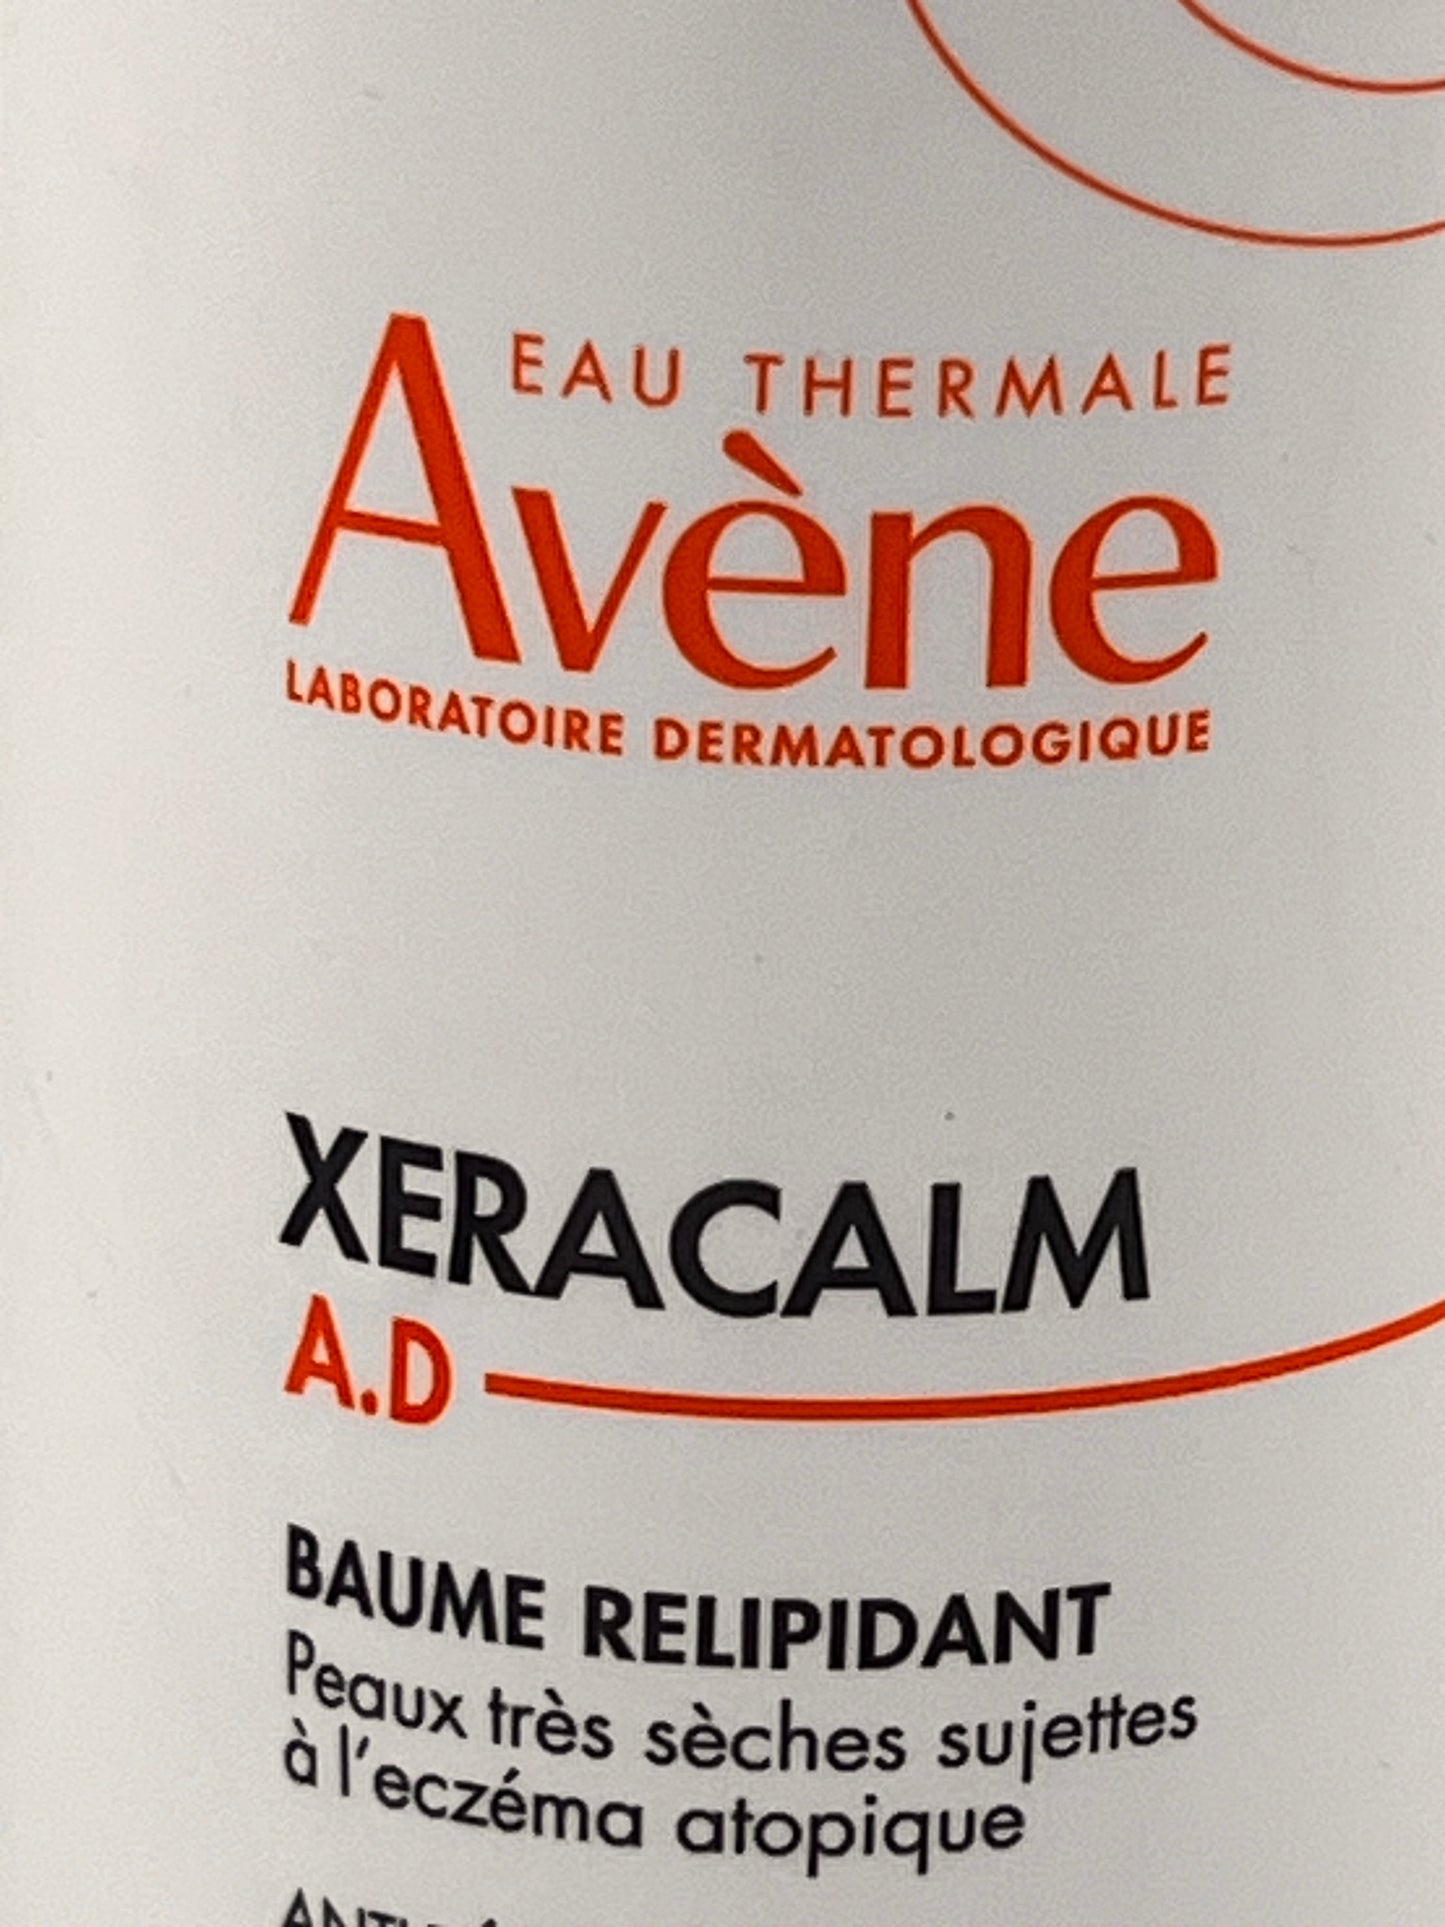 EAU THERMALE
Avène
LABORATOIRE DERMATOLOGIQUE
XERACALM
A.D
BAUME RELIPIDANT
Peaux très sèches sujettes
à l'eczéma atopique